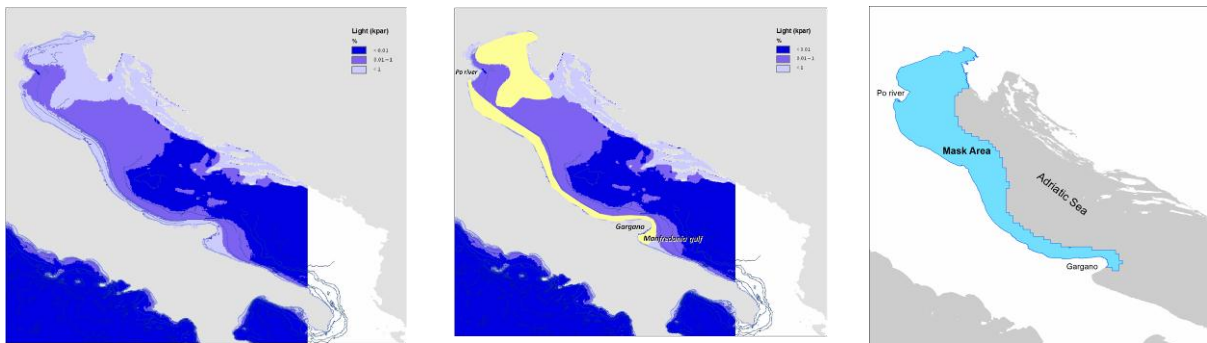 Light (kpar)
%
< 0.01
0.01 – 1
< 1
Light (kpar)
%
< 0.01
0.01 – 1
< 1
Po river
Gargano
Manfredonia gulf
Po river
Mask Area
Adriatic Sea
Gargano